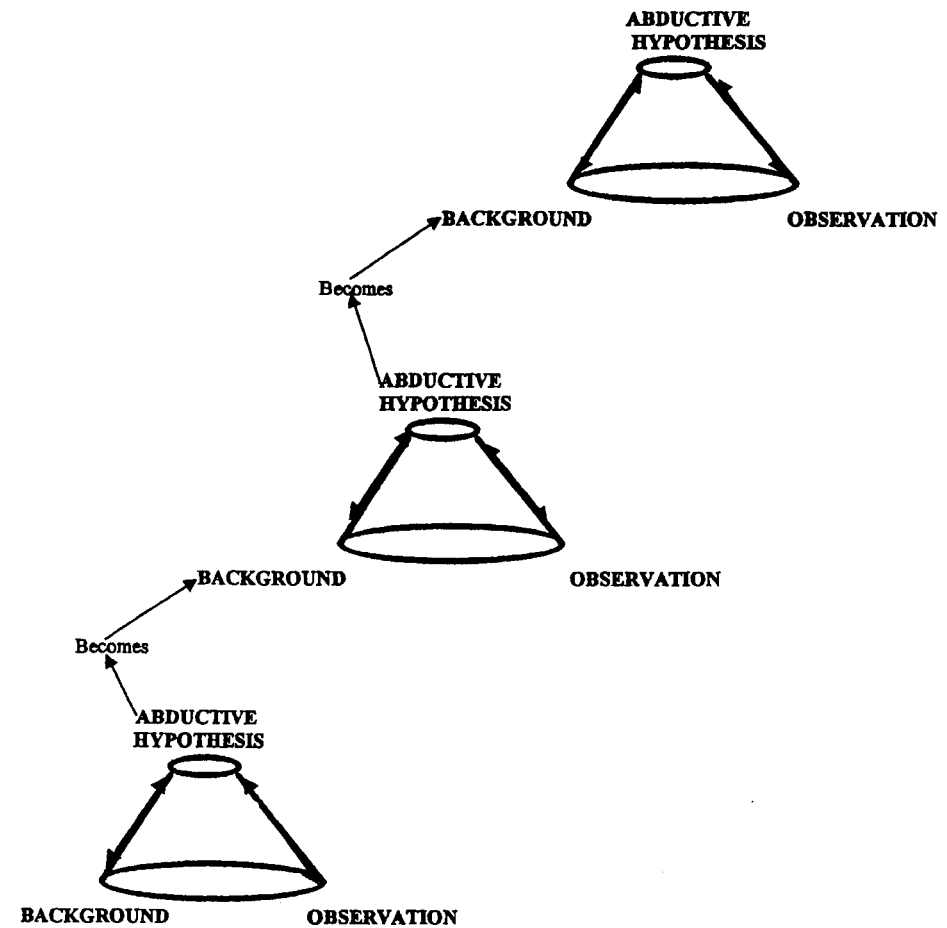 ABDUCTIVE
HYPOTHESIS
BACKGROUND
OBSERVATION
Becomes
ABDUCTIVE
HYPOTHESIS
BACKGROUND
OBSERVATION
Becomes
ABDUCTIVE
HYPOTHESIS
BACKGROUND
OBSERVATION